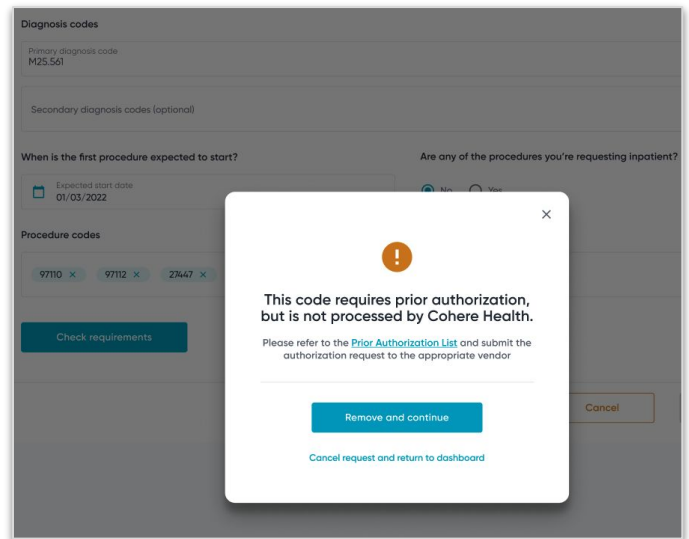 Diagnosis codes
Primary diagnosis code
M25.561
Secondary diagnosis codes (optional)
When is the first procedure expected to start?
Are any of the procedures you're requesting inpatient?
Expected start date
01/03/2022
No Yes
Procedure codes
97110 × 97112 × 27447 ×
Check requirements
Cancel
×
!
This code requires prior authorization,
but is not processed by Cohere Health.
Please refer to the Prior Authorization List and submit the
authorization request to the appropriate vendor
Remove and continue
Cancel request and return to dashboard